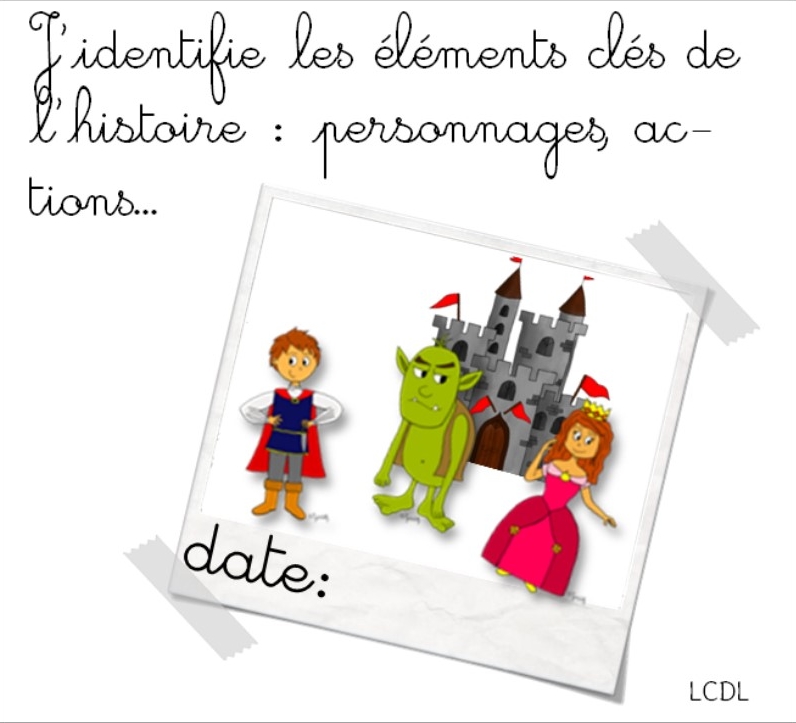 J'identifie les éléments clés de
l'histoire : personnages, ac-
tions...
date:
LCDL